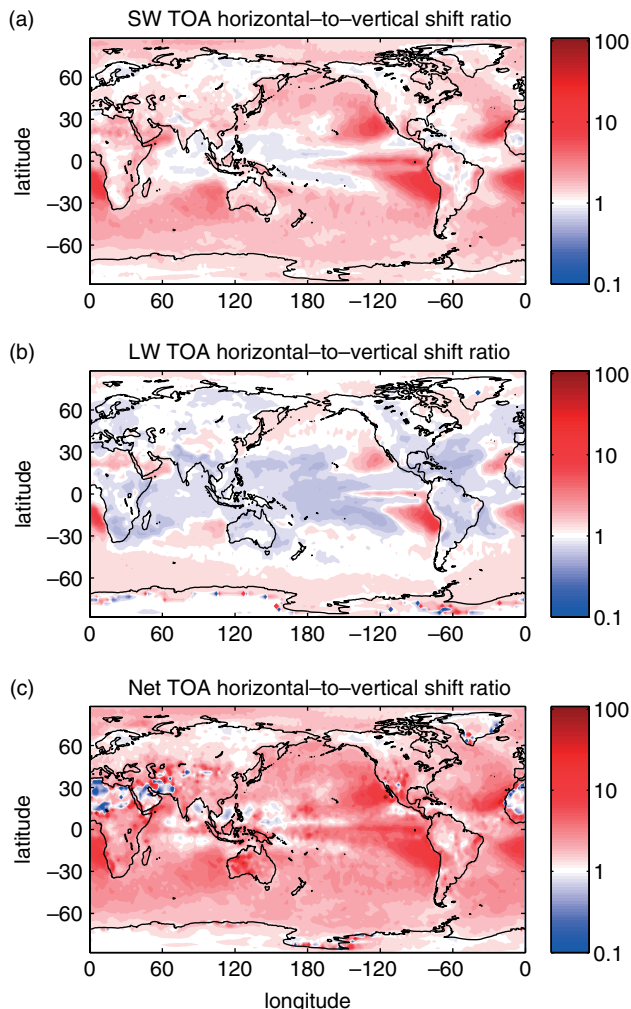 (a) SW TOA horizontal–to–vertical shift ratio
latitude
60
30
0
−30
−60
0 60 120 180 −120 −60 0
100
10
1
0.1
(b) LW TOA horizontal–to–vertical shift ratio
latitude
60
30
0
−30
−60
0 60 120 180 −120 −60 0
100
10
1
0.1
(c) Net TOA horizontal–to–vertical shift ratio
latitude
60
30
0
−30
−60
0 60 120 180 −120 −60 0
longitude
100
10
1
0.1